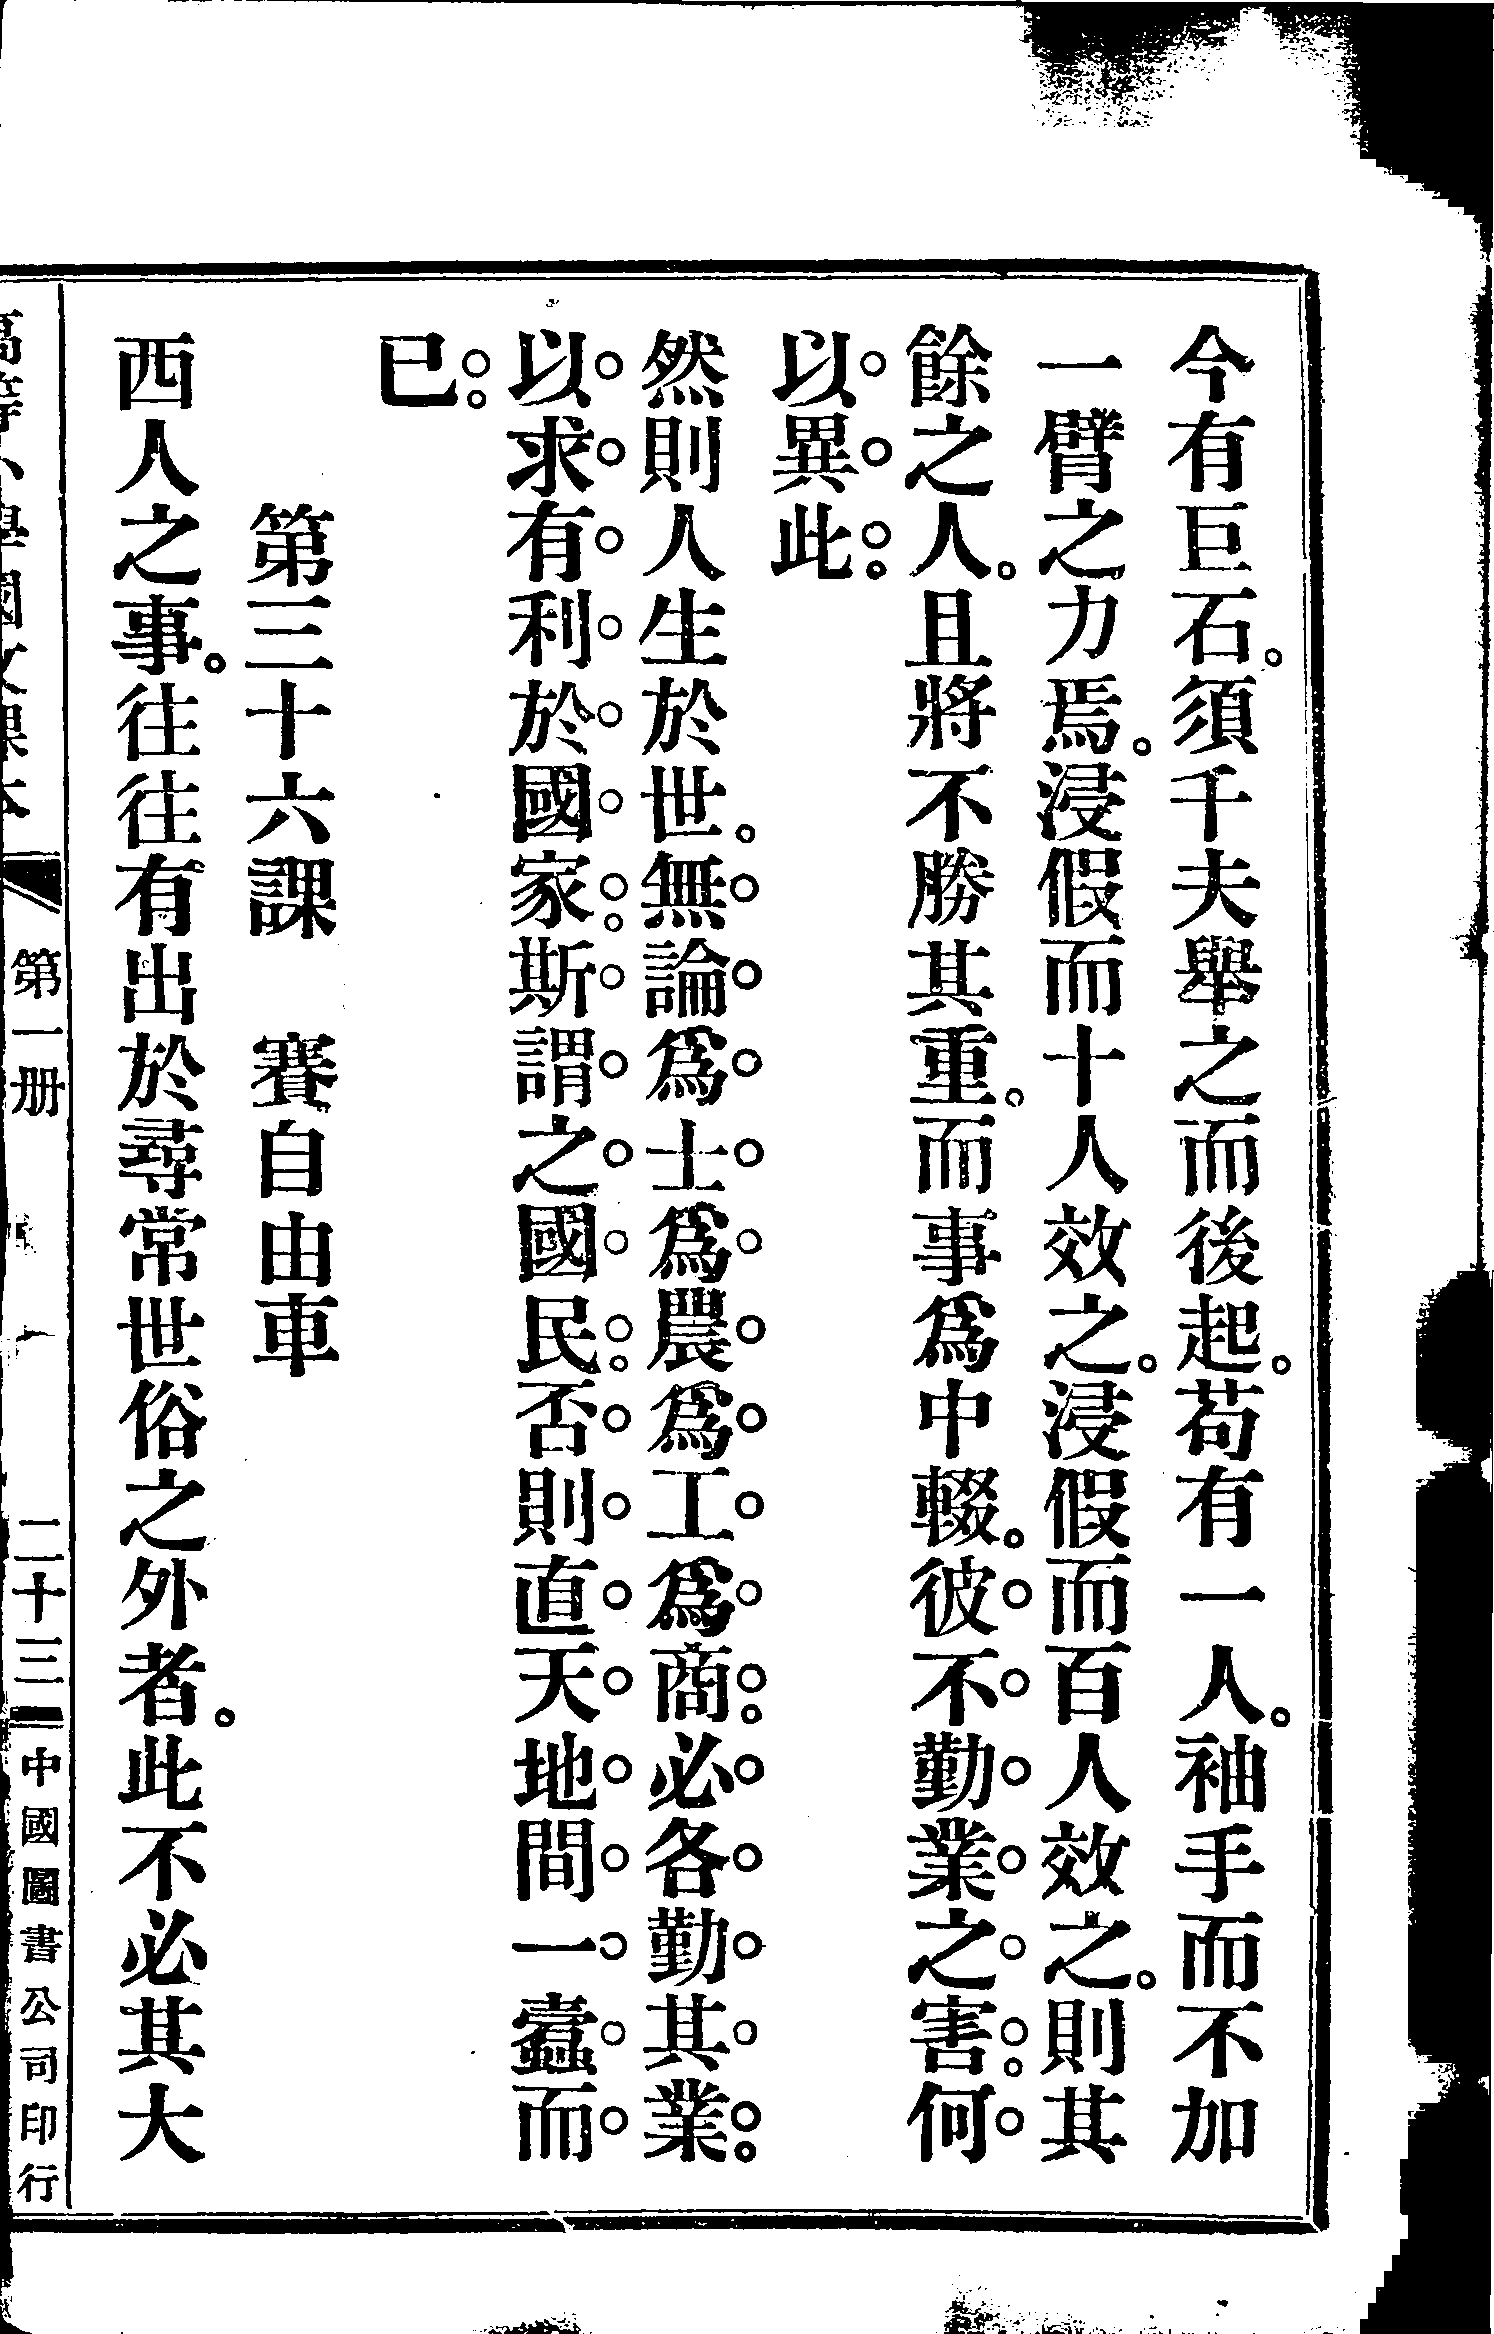 今有巨石。須千夫舉之而後起。苟有一人。袖手而不加
一臂之力焉。浸假而十人效之。浸假而百人效之。則其
餘之人。且將不勝其重。而事爲中輟。彼不勤業之害。何
以異此。
然則人生於世。無論爲士爲農爲工爲商。必各勤其業。
以求有利於國家。斯謂之國民。否則直天地間一蠧而
已。
第三十六課　賽自由車
西人之事。往往有出於尋常世俗之外者。此不必其大
高等小學國文課本　第一册　二十三　中國圖書公司印行